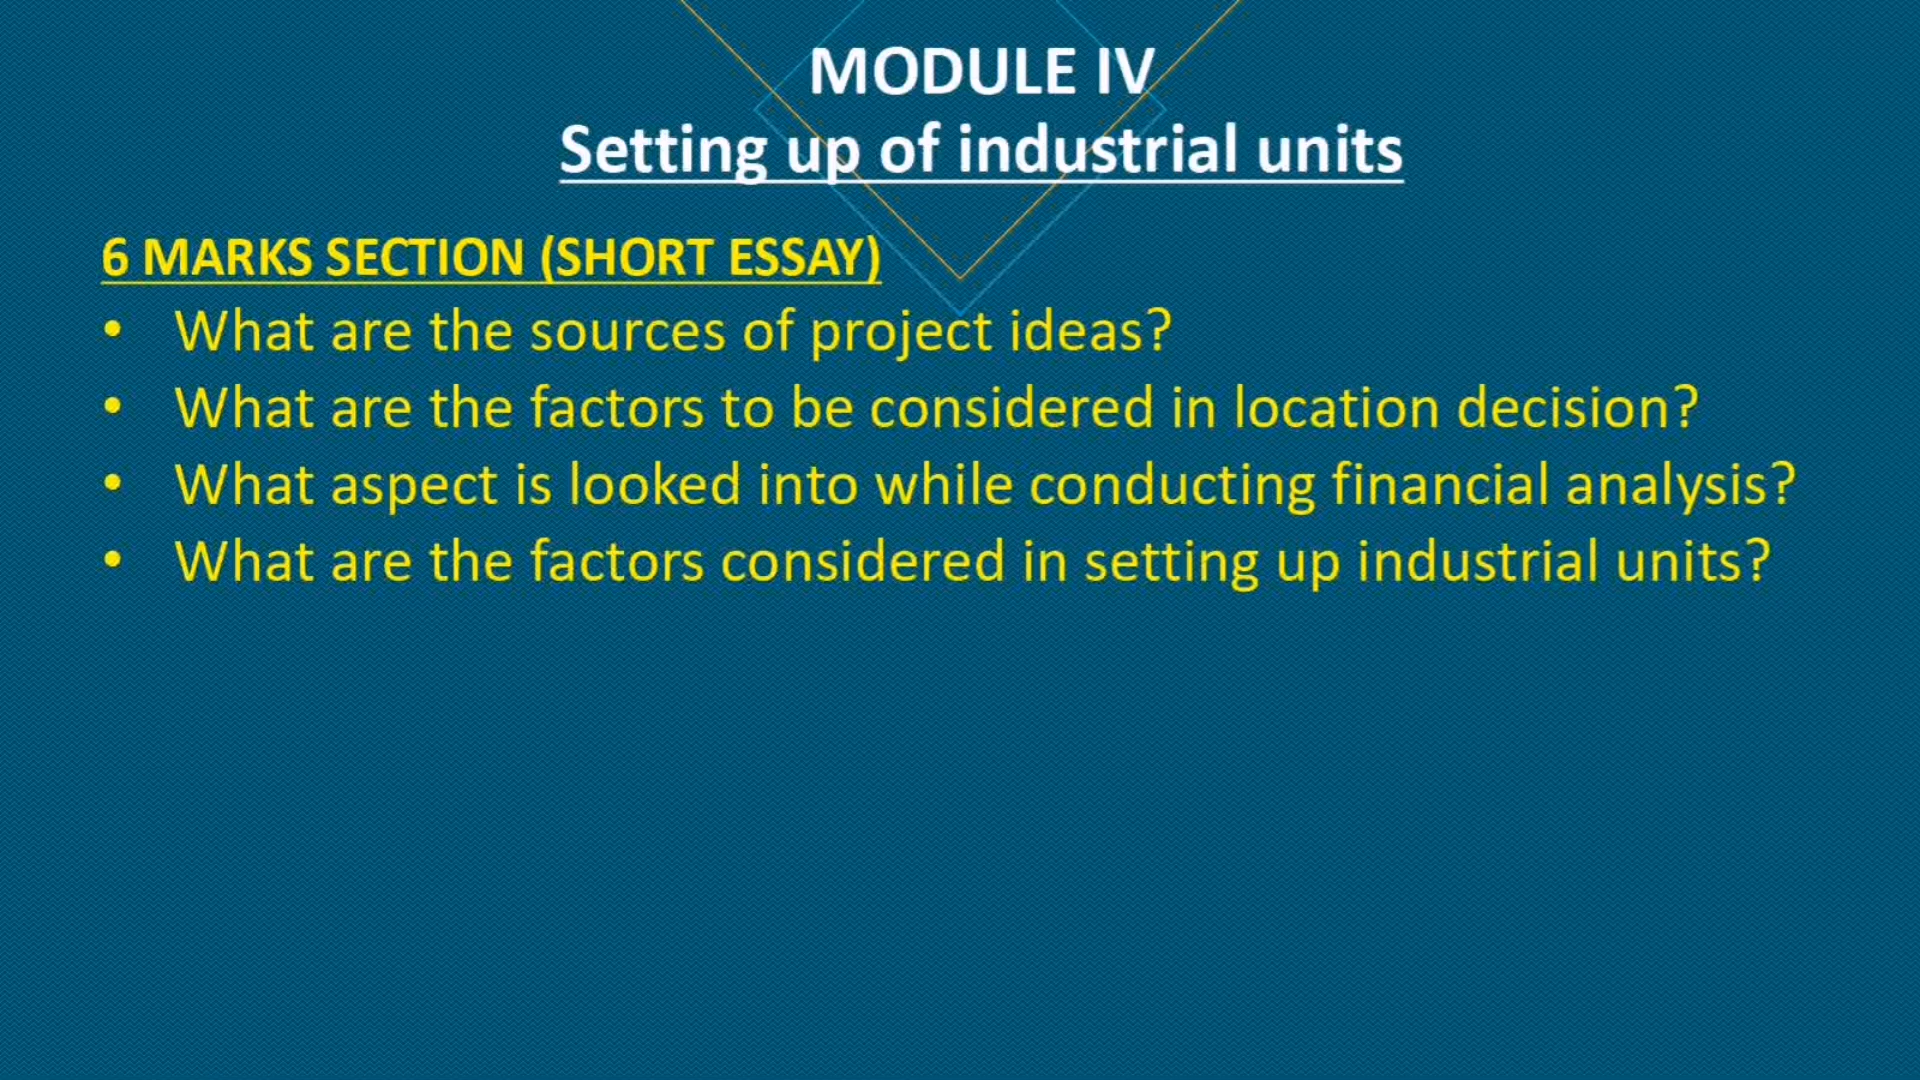 MODULE IV
Setting up of industrial units
6 MARKS SECTION (SHORT ESSAY)
• What are the sources of project ideas?
• What are the factors to be considered in location decision?
• What aspect is looked into while conducting financial analysis?
• What are the factors considered in setting up industrial units?